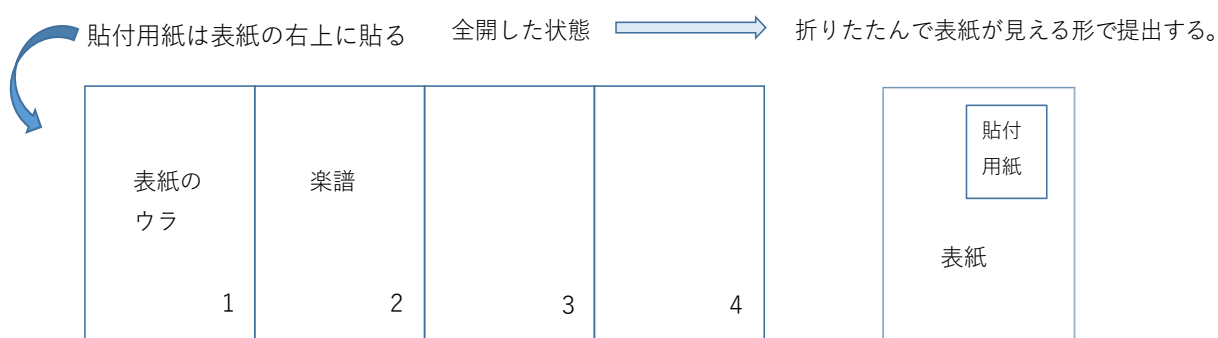 貼付用紙は表紙の右上に貼る 全開した状態 折りたたんで表紙が見える形で提出する。
表紙の
ウラ
1
楽譜
2
3
4
貼付
用紙
表紙